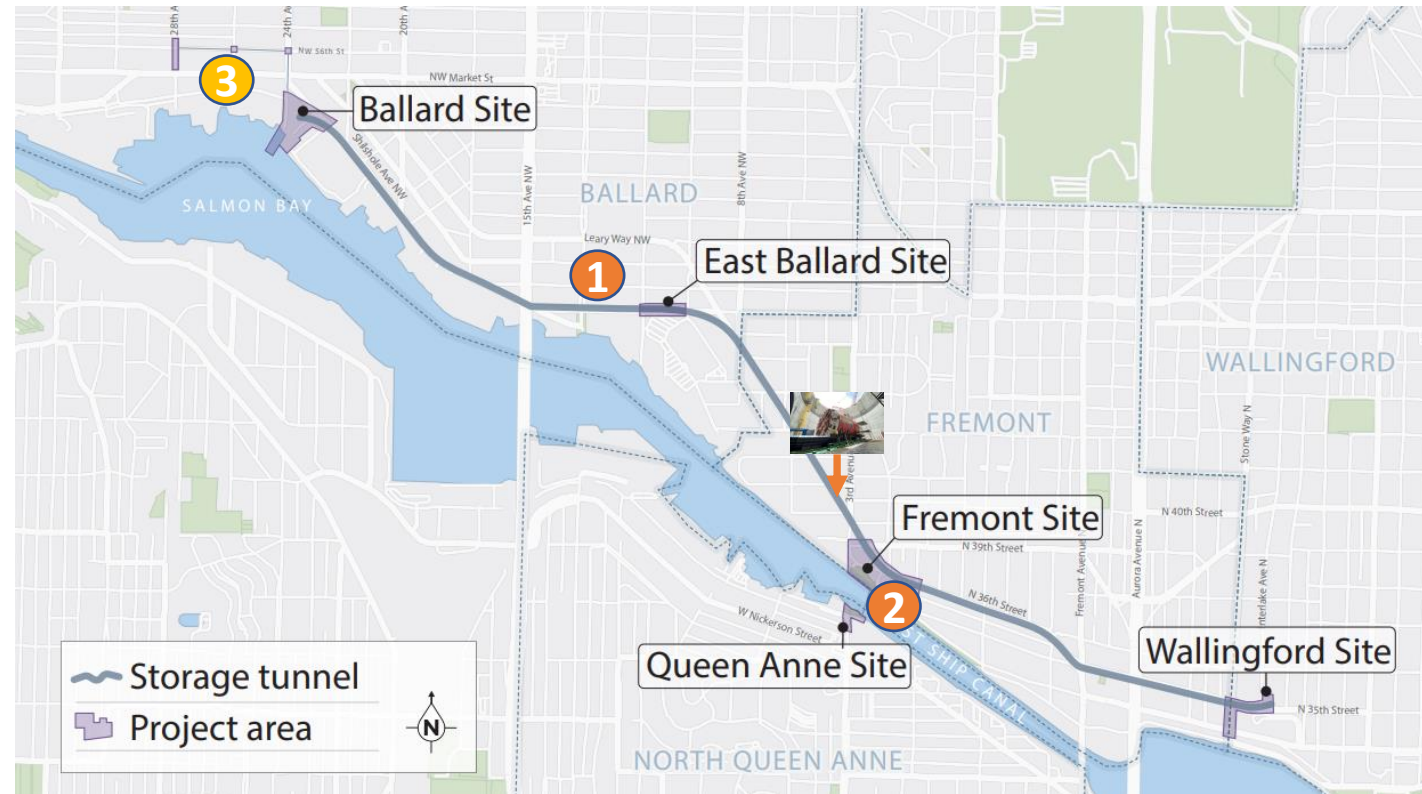 28th A
24th A
20th A
NW 56th St
3
NW Market St
Ballard Site
Shilshole Ave NW
SALMON BAY
15th Ave NW
BALLARD
8th Ave NW
Leary Way NW
1
East Ballard Site
WALLINGFORD
FREMONT
Stone Way N
3rd Avenu
Fremont Site
N 40th Street
N 39th Street
Fremont Avenue N
Aurora Avenue N
nterlake Ave N
2
N 36th Street
W Nickerson Street
Queen Anne Site
ST SHIP CANAL
Wallingford Site
N 35th Street
NORTH QUEEN ANNE
Storage tunnel
Project area
N